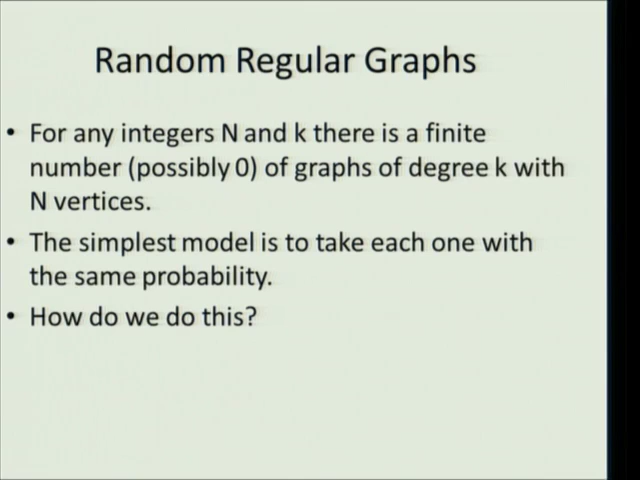 Random Regular Graphs
• For any integers N and k there is a finite
number (possibly 0) of graphs of degree k with
N vertices.
• The simplest model is to take each one with
the same probability.
• How do we do this?